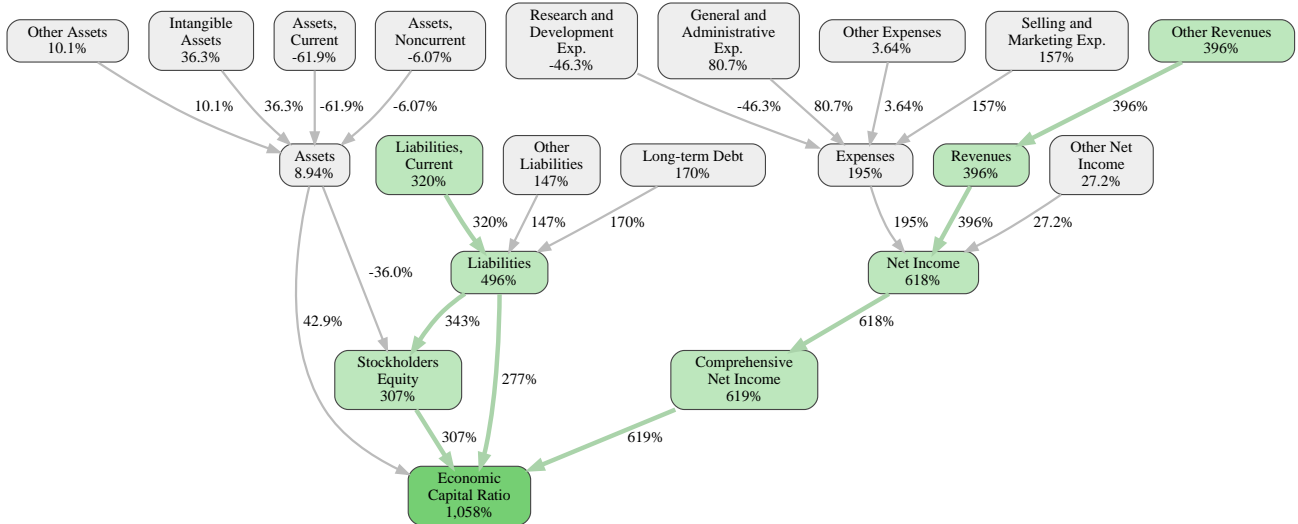 Other Assets
10.1%
Intangible
Assets
36.3%
Assets,
Current
-61.9%
Assets,
Noncurrent
-6.07%
Research and
Development
Exp.
-46.3%
General and
Administrative
Exp.
80.7%
Other Expenses
3.64%
Selling and
Marketing Exp.
157%
Other Revenues
396%
10.1%
36.3%
-61.9%
-6.07%
-46.3%
80.7%
3.64%
157%
396%
Assets
8.94%
Liabilities,
Current
320%
Other
Liabilities
147%
Long-term Debt
170%
Expenses
195%
Revenues
396%
Other Net
Income
27.2%
320%
147%
170%
195%
396%
27.2%
Liabilities
496%
Net Income
618%
-36.0%
42.9%
343%
277%
618%
Stockholders
Equity
307%
Comprehensive
Net Income
619%
307%
619%
Economic
Capital Ratio
1,058%